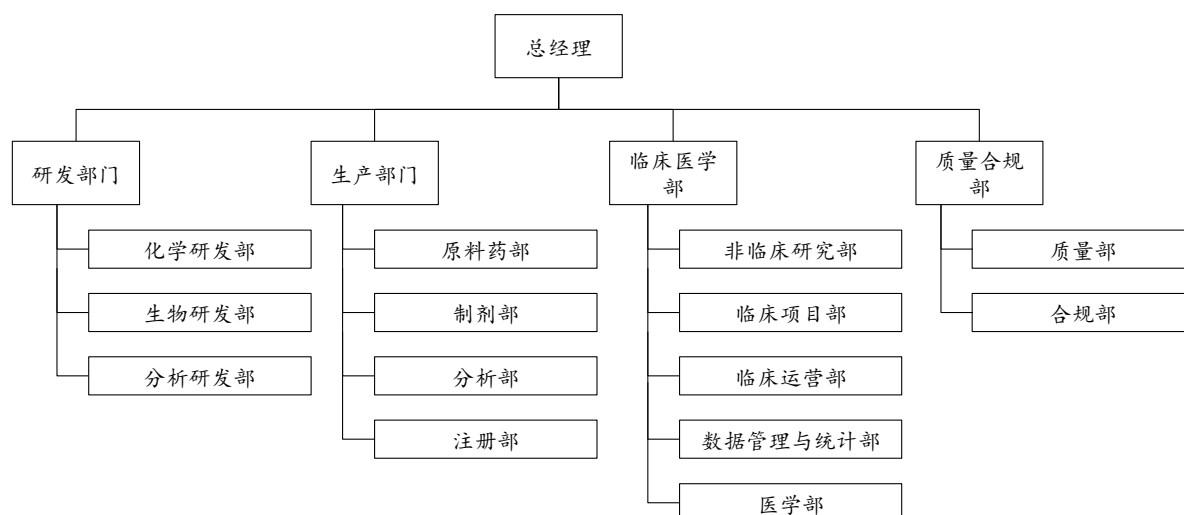 总经理
研发部门
生产部门
临床医学
部
质量合规
部
化学研发部
原料药部
非临床研究部
质量部
生物研发部
制剂部
临床项目部
合规部
分析研发部
分析部
临床运营部
注册部
数据管理与统计部
医学部